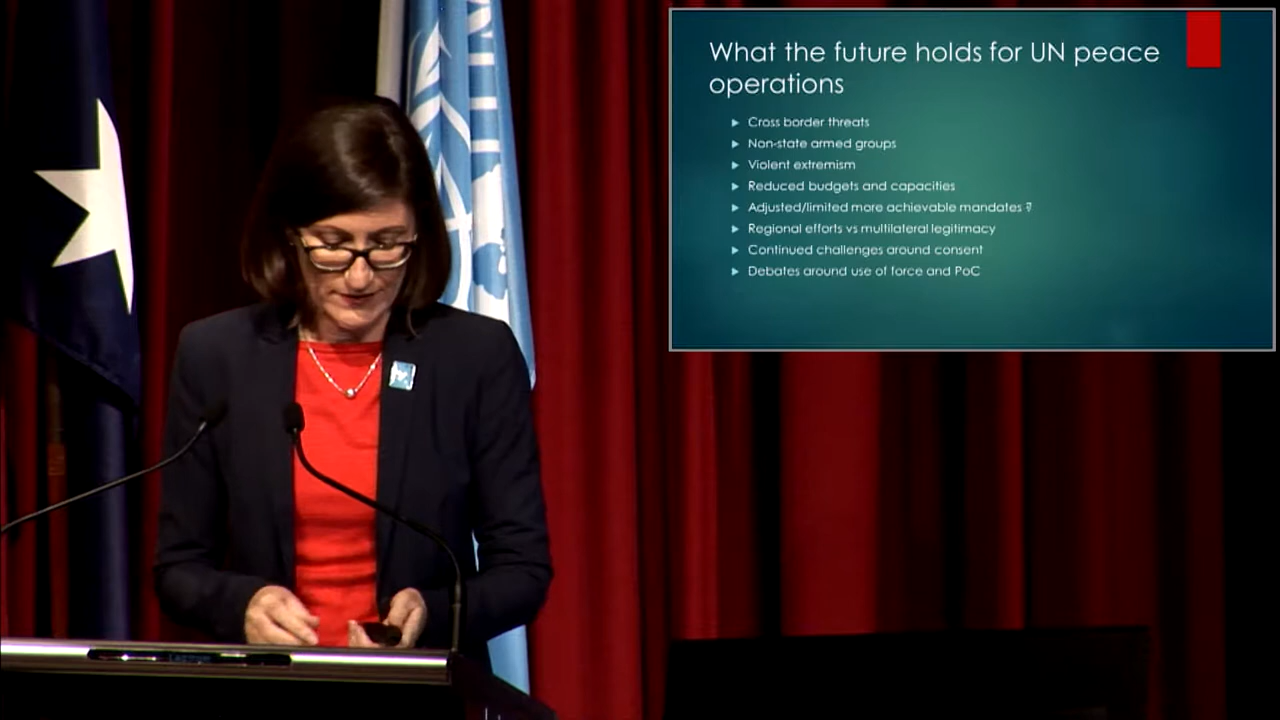 What the future holds for UN peace
operations
Cross border threats
Non-state armed groups
Violent extremism
Reduced budgets and capacities
Adjusted/limited more achievable mandates ?
Regional efforts vs multilateral legitimacy
Continued challenges around consent
Debates around use of force and PoC